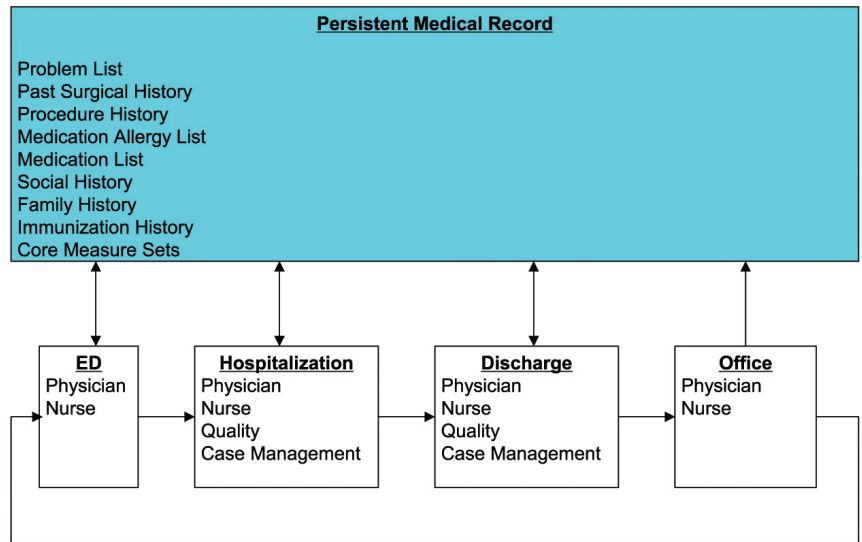 Persistent Medical Record
Problem List
Past Surgical History
Procedure History
Medication Allergy List
Medication List
Social History
Family History
Immunization History
Core Measure Sets
ED
Physician
Nurse
Hospitalization
Physician
Nurse
Quality
Case Management
Discharge
Physician
Nurse
Quality
Case Management
Office
Physician
Nurse